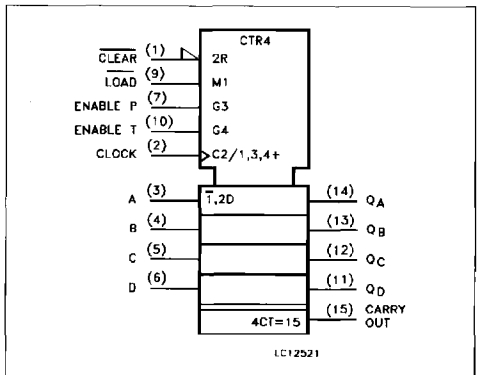 CTR4
CLEAR (1) 2R
LOAD (9) M1
ENABLE P (7) G3
ENABLE T (10) G4
CLOCK (2) C2/1,3,4+
A (3) 1,2D (14) QA
B (4) (13) QB
C (5) (12) QC
D (6) (11) QD
4CT=15 (15) CARRY OUT
LC12521